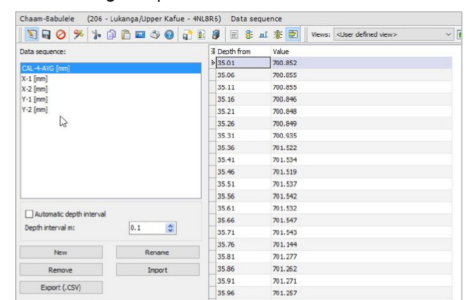 Chaam-Babulele (206 - Lukanga/Upper Kafue - 4NL8R6) Data sequence
Views: <User defined view>
Data sequence:
CAL-4-AVG [mm]
X-1 [mm]
X-2 [mm]
Y-1 [mm]
Y-2 [mm]
Automatic depth interval
Depth interval m: 0.1
New Rename
Remove Import
Export (.CSV)
Depth from Value
35.01 700.852
35.06 700.855
35.11 700.855
35.16 700.846
35.21 700.848
35.26 700.849
35.31 700.935
35.36 701.522
35.41 701.534
35.46 701.519
35.51 701.537
35.56 701.542
35.61 701.532
35.66 701.547
35.71 701.543
35.76 701.144
35.81 701.277
35.86 701.262
35.91 701.271
35.96 701.257